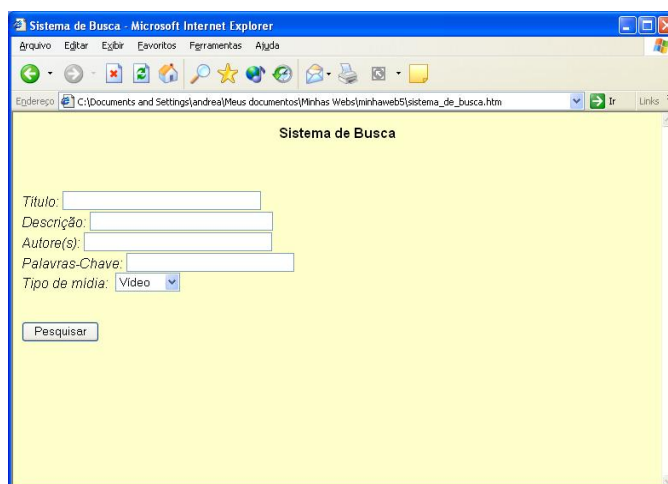 Sistema de Busca - Microsoft Internet Explorer
Arquivo Editar Exibir Favoritos Ferramentas Ajuda
Endereço C:\Documents and Settings\andrea\Meus documentos\Minhas Webs\minhaweb5\sistema_de_busca.htm Ir Links
Sistema de Busca
Título:
Descrição:
Autore(s):
Palavras-Chave:
Tipo de mídia: Vídeo
Pesquisar